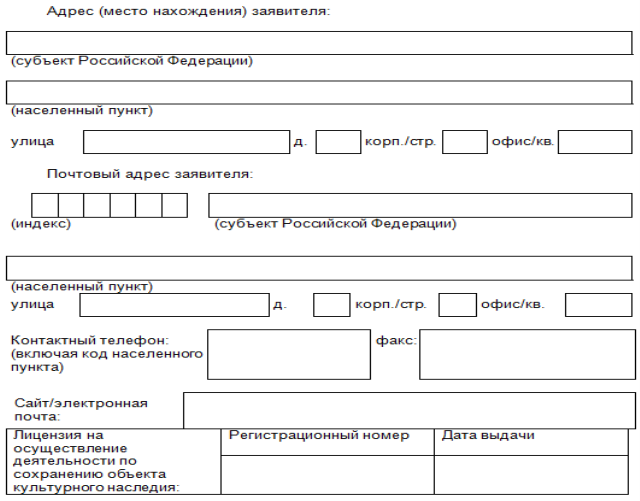 Адрес (место нахождения) заявителя:
(субъект Российской Федерации)
(населенный пункт)
улица д. корп./стр. офис/кв.
Почтовый адрес заявителя:
(индекс) (субъект Российской Федерации)
(населенный пункт)
улица д. корп./стр. офис/кв.
Контактный телефон: факс:
(включая код населенного
пункта)
Сайт/электронная
почта:
Лицензия на Регистрационный номер Дата выдачи
осуществление
деятельности по
сохранению объекта
культурного наследия: